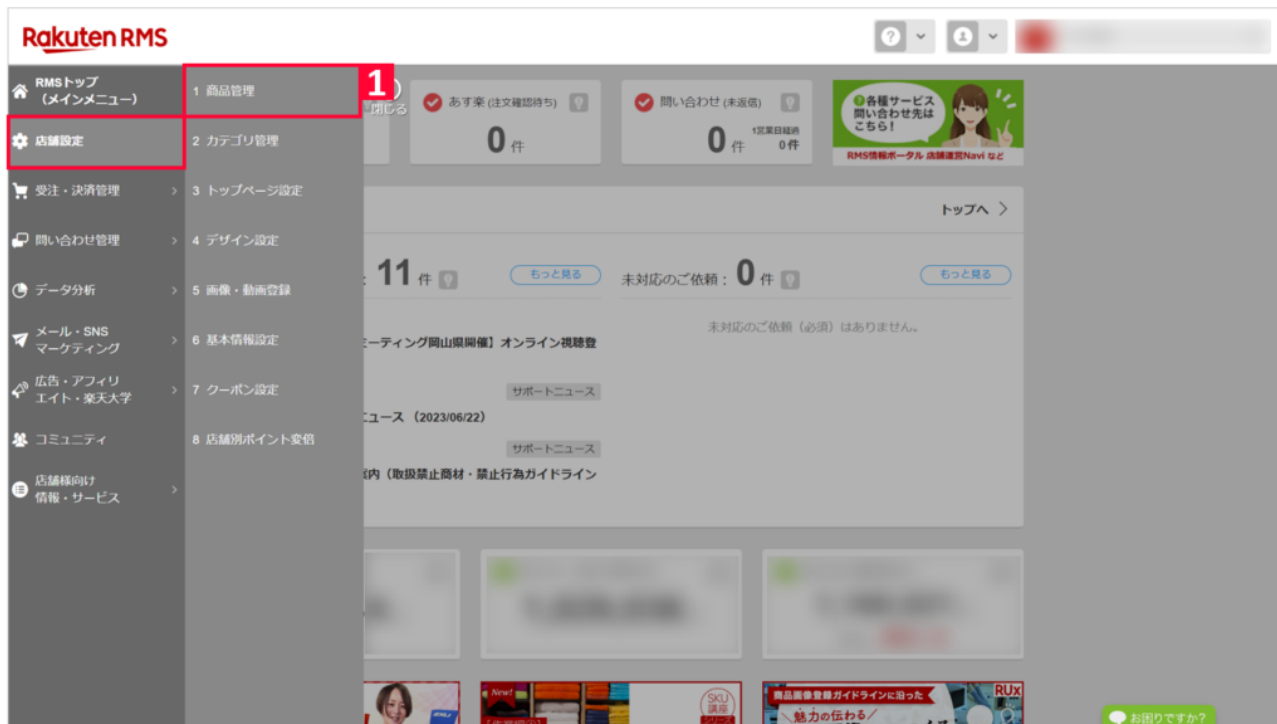 Rakuten RMS
RMSトップ
(メインメニュー)
店舗設定
受注・決済管理
問い合わせ管理
データ分析
メール・SNS
マーケティング
広告・アフィリ
エイト・楽天大学
コミュニティ
店舗様向け
情報・サービス
1 商品管理
1
2 カテゴリ管理
3 トップページ設定
4 デザイン設定
5 画像・動画登録
6 基本情報設定
7 クーポン設定
8 店舗別ポイント変倍
閉じる
あす楽 (注文確認待ち)
0 件
問い合わせ (未返信)
0 件
1営業日経過
0 件
各種サービス
問い合わせ先は
こちら!
RMS情報ポータル 店舗運営Navi など
トップへ
: 11 件
もっと見る
未対応のご依頼 : 0 件
もっと見る
未対応のご依頼(必須)はありません。
ミーティング岡山県開催】オンライン視聴登
サポートニュース
ニュース (2023/06/22)
サポートニュース
案内(取扱禁止商材・禁止行為ガイドライン
New!
SKU
講座
シリーズ
商品画像登録ガイドラインに沿った
魅力の伝わる
RUx
お困りですか?